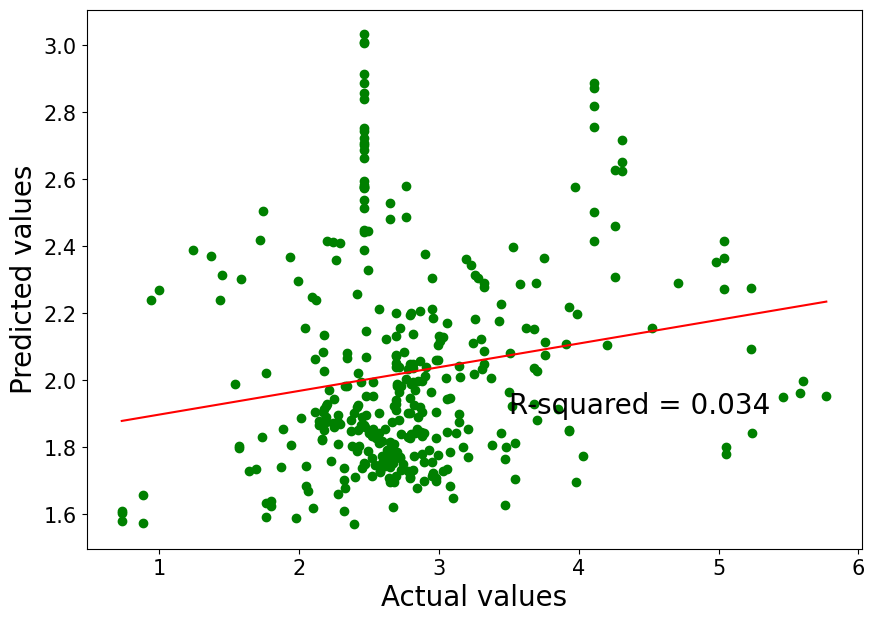 3.0
2.8
2.6
2.4
2.2
2.0
1.8
1.6
Predicted values
R-squared = 0.034
1 2 3 4 5 6
Actual values